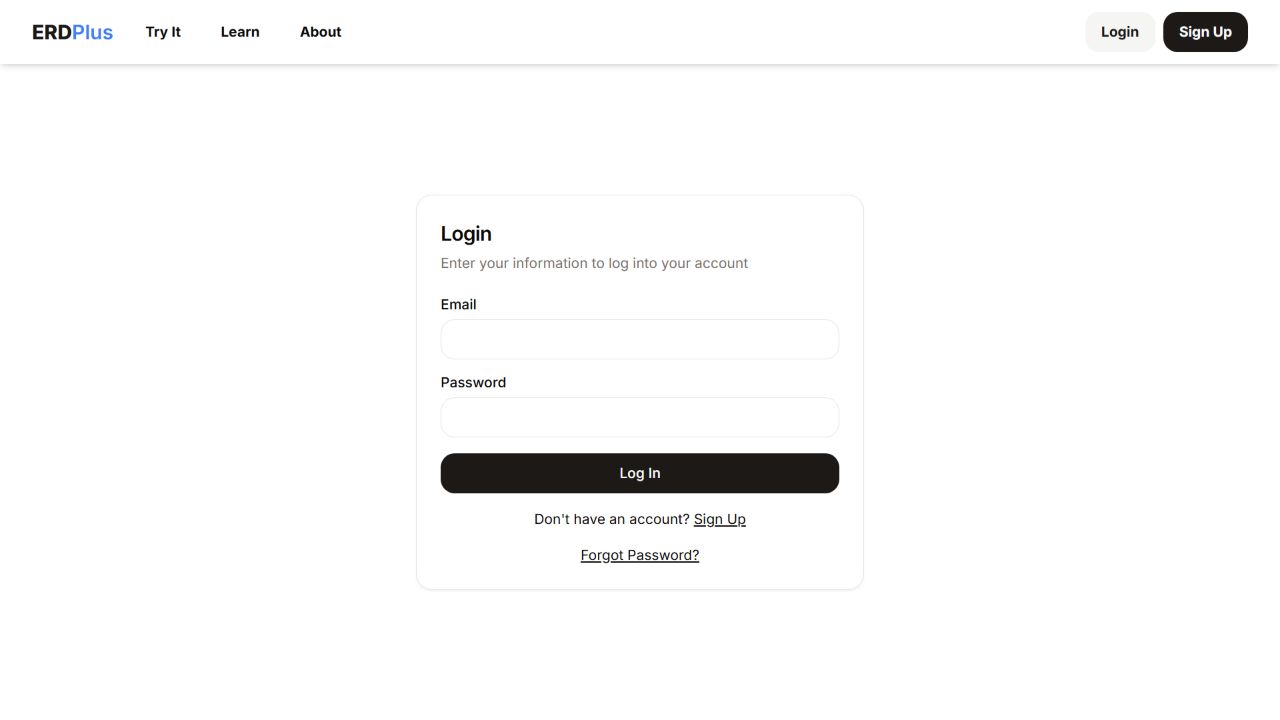 ERDPlus Try It Learn About Login Sign Up
Login
Enter your information to log into your account
Email
Password
Log In
Don't have an account? Sign Up
Forgot Password?